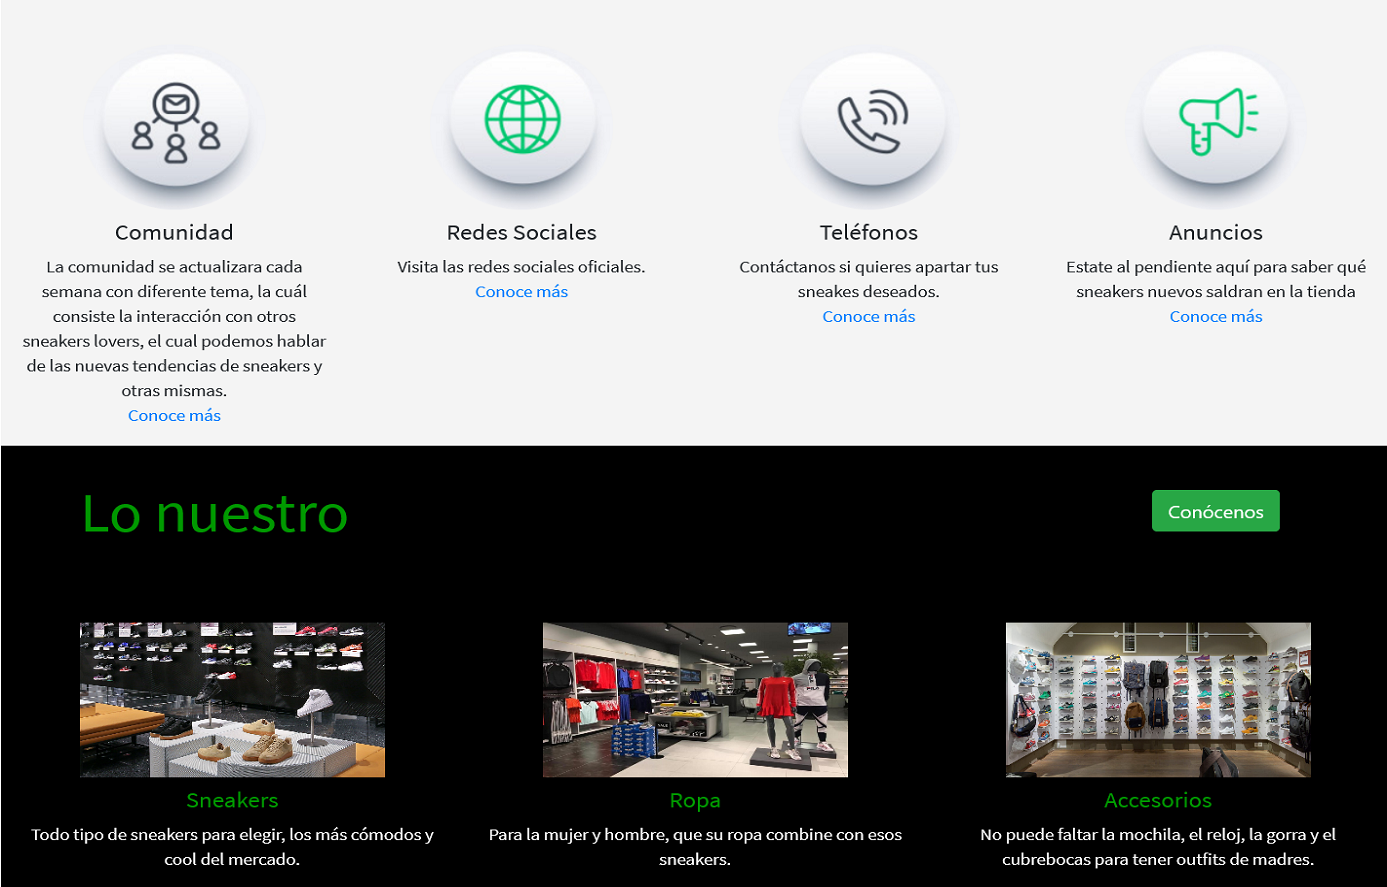 Comunidad
La comunidad se actualizara cada
semana con diferente tema, la cuál
consiste la interacción con otros
sneakers lovers, el cual podemos hablar
de las nuevas tendencias de sneakers y
otras mismas.
Conoce más
Redes Sociales
Visita las redes sociales oficiales.
Conoce más
Teléfonos
Contáctanos si quieres apartar tus
sneakes deseados.
Conoce más
Anuncios
Estate al pendiente aquí para saber qué
sneakers nuevos saldran en la tienda
Conoce más
Lo nuestro
Conócenos
Sneakers
Todo tipo de sneakers para elegir, los más cómodos y
cool del mercado.
FILA
Ropa
Para la mujer y hombre, que su ropa combine con esos
sneakers.
Accesorios
No puede faltar la mochila, el reloj, la gorra y el
cubrebocas para tener outfits de madres.